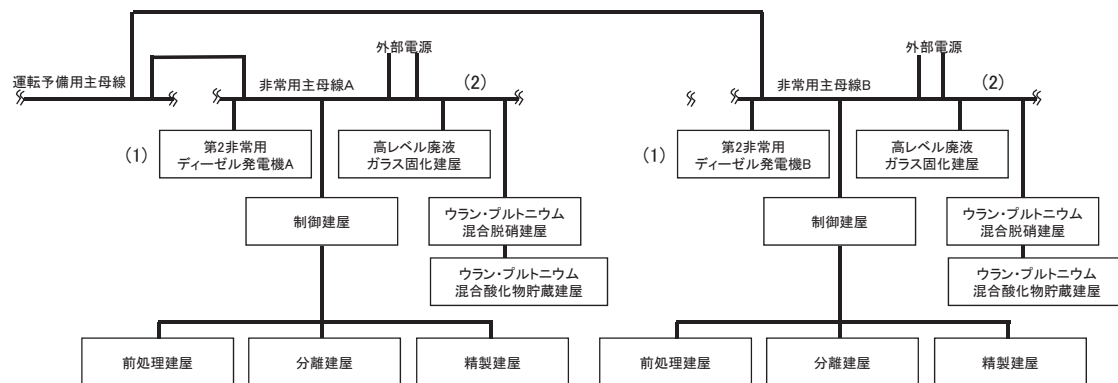 外部電源
外部電源
運転予備用主母線
非常用主母線A
(2)
非常用主母線B
(2)
(1)
第2非常用
ディーゼル発電機A
高レベル廃液
ガラス固化建屋
(1)
第2非常用
ディーゼル発電機B
高レベル廃液
ガラス固化建屋
制御建屋
ウラン・プルトニウム
混合脱硝建屋
制御建屋
ウラン・プルトニウム
混合脱硝建屋
ウラン・プルトニウム
混合酸化物貯蔵建屋
ウラン・プルトニウム
混合酸化物貯蔵建屋
前処理建屋
分離建屋
精製建屋
前処理建屋
分離建屋
精製建屋